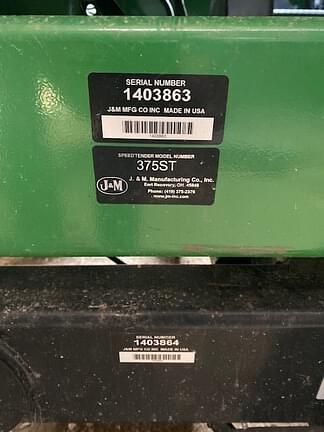 SERIAL NUMBER
1403863
J&M MFG CO INC MADE IN USA
1403863
SPEEDTENDER MODEL NUMBER
375ST
J&M
J. & M. Manufacturing Co., Inc.
Fort Recovery, OH. 45846
Phone: (419) 375-2376
www.jm-inc.com
SERIAL NUMBER
1403864
J&M MFG CO INC MADE IN USA